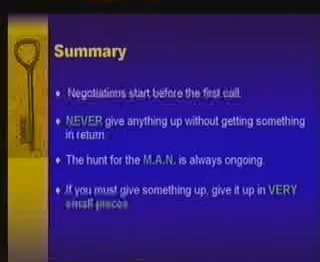 Summary
Negotiations start before the first call.
NEVER give anything up without getting something
in return.
The hunt for the M.A.N. is always ongoing.
If you must give something up, give it up in VERY
small pieces